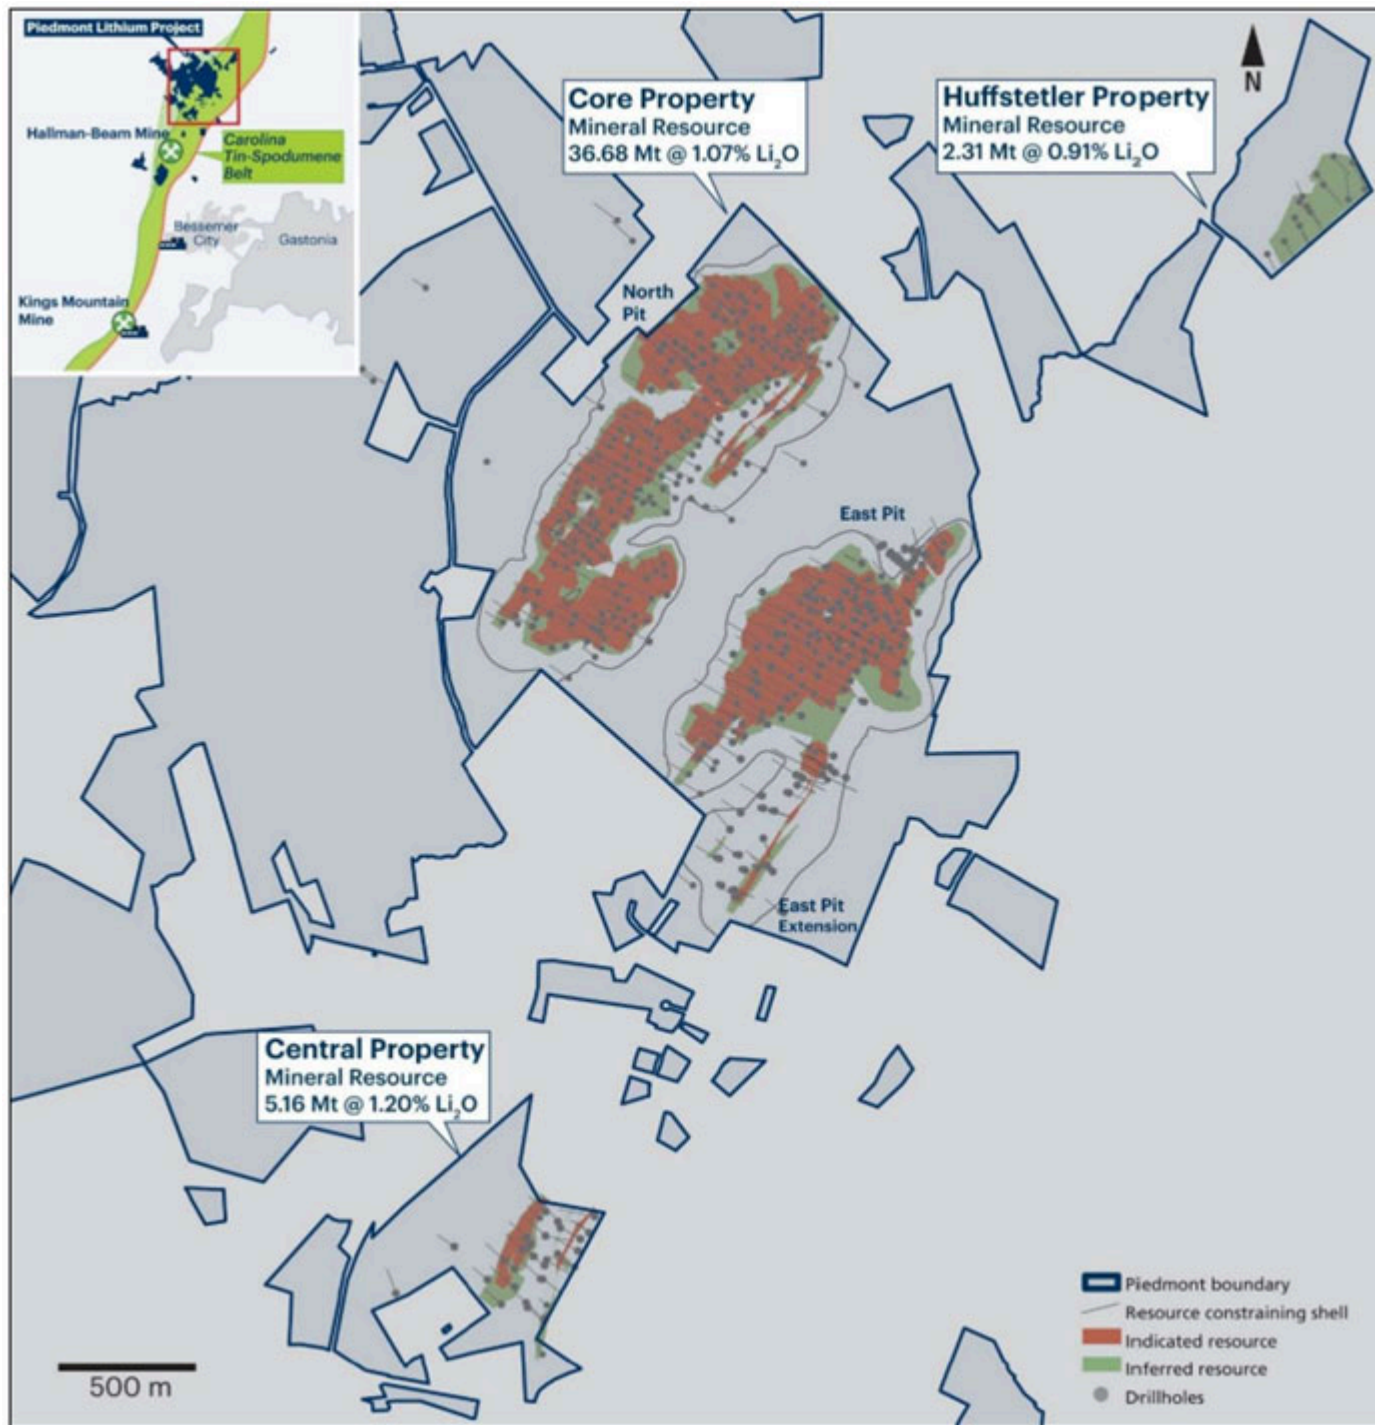 Piedmont Lithium Project
Hallman-Beam Mine
Carolina
Tin-Spodumene
Belt
Bessemer
City
Gastonia
Kings Mountain
Mine
Core Property
Mineral Resource
36.68 Mt @ 1.07% Li₂O
Huffstetler Property
Mineral Resource
2.31 Mt @ 0.91% Li₂O
N
North
Pit
East Pit
East Pit
Extension
Central Property
Mineral Resource
5.16 Mt @ 1.20% Li₂O
Piedmont boundary
Resource constraining shell
Indicated resource
Inferred resource
Drillholes
500 m